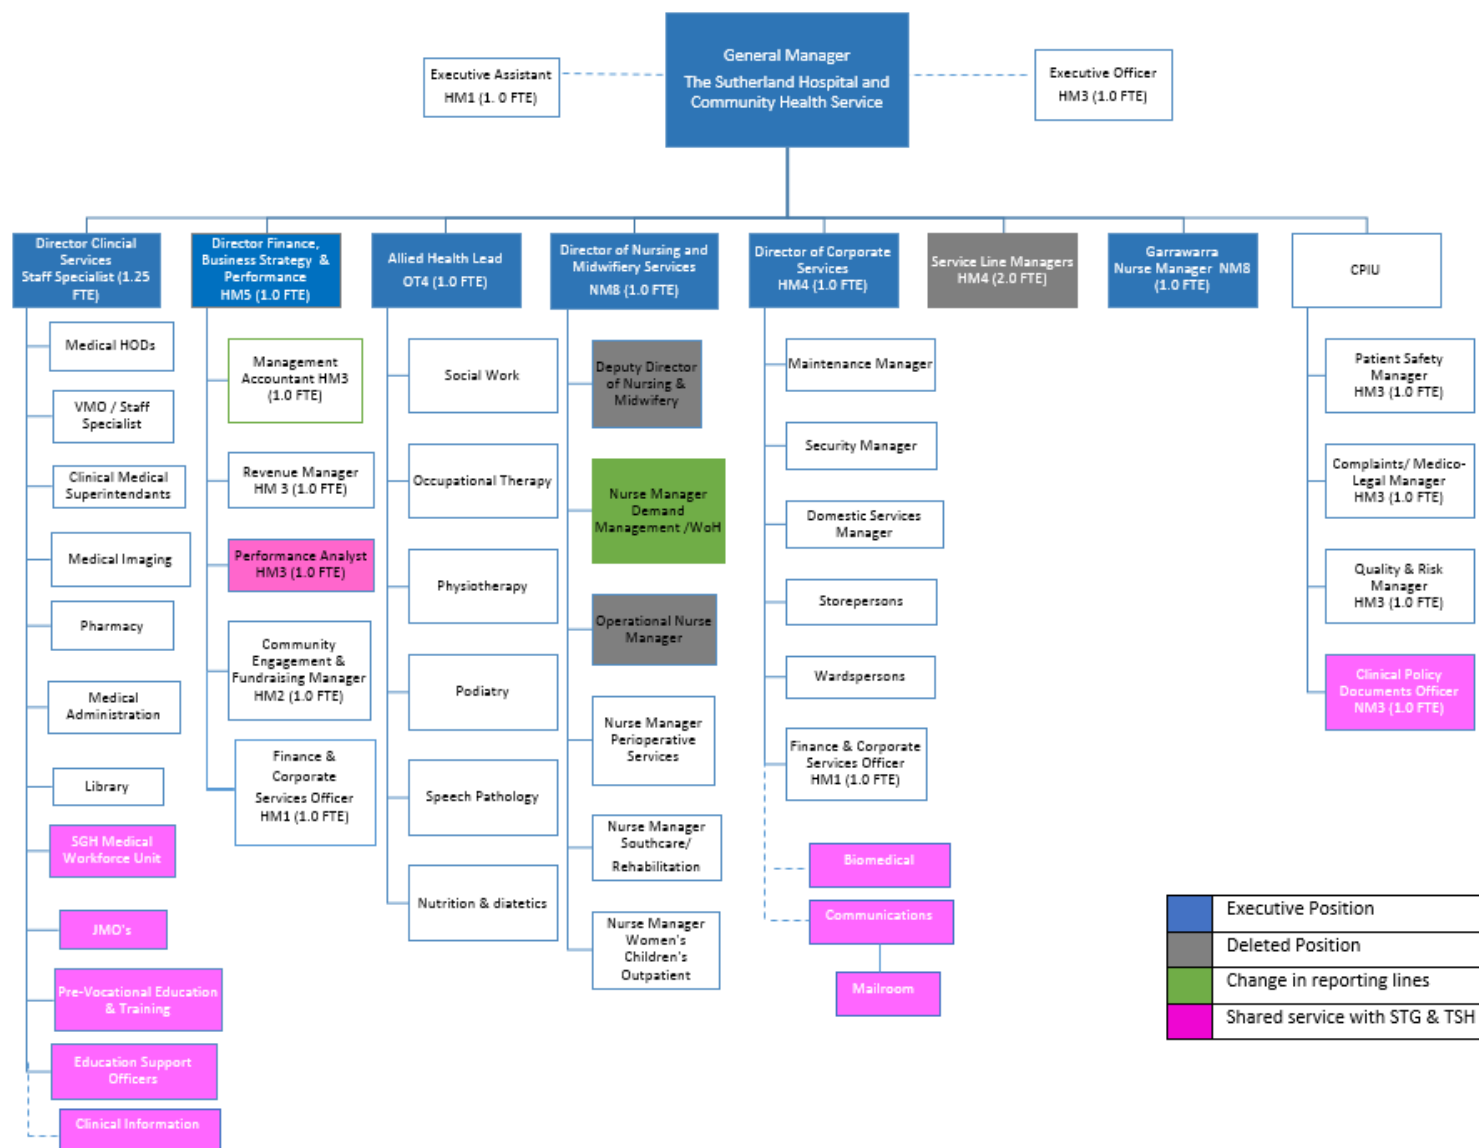 General Manager
The Sutherland Hospital and
Community Health Service
Executive Assistant
HM1 (1. 0 FTE)
Executive Officer
HM3 (1.0 FTE)
Director Clincial
Services
Staff Specialist (1.25
FTE)
Medical HODs
VMO / Staff
Specialist
Clinical Medical
Superintendants
Medical Imaging
Pharmacy
Medical
Administration
Library
SGH Medical
Workforce Unit
JMO's
Pre-Vocational Education
& Training
Education Support
Officers
Clinical Information
Director Finance,
Business Strategy &
Performance
HM5 (1.0 FTE)
Management
Accountant HM3
(1.0 FTE)
Revenue Manager
HM 3 (1.0 FTE)
Performance Analyst
HM3 (1.0 FTE)
Community
Engagement &
Fundraising Manager
HM2 (1.0 FTE)
Finance &
Corporate
Services Officer
HM1 (1.0 FTE)
Allied Health Lead
OT4 (1.0 FTE)
Social Work
Occupational Therapy
Physiotherapy
Podiatry
Speech Pathology
Nutrition & diatetics
Director of Nursing and
Midwifiery Services
NM8 (1.0 FTE)
Deputy Director
of Nursing &
Midwifery
Nurse Manager
Demand
Management /WoH
Operational Nurse
Manager
Nurse Manager
Perioperative
Services
Nurse Manager
Southcare/
Rehabilitation
Nurse Manager
Women's
Children's
Outpatient
Director of Corporate
Services
HM4 (1.0 FTE)
Maintenance Manager
Security Manager
Domestic Services
Manager
Storepersons
Wardspersons
Finance & Corporate
Services Officer
HM1 (1.0 FTE)
Biomedical
Communications
Mailroom
Service Line Managers
HM4 (2.0 FTE)
Garrawarra
Nurse Manager NM8
(1.0 FTE)
CPIU
Patient Safety
Manager
HM3 (1.0 FTE)
Complaints/ Medico-
Legal Manager
HM3 (1.0 FTE)
Quality & Risk
Manager
HM3 (1.0 FTE)
Clinical Policy
Documents Officer
NM3 (1.0 FTE)
Executive Position
Deleted Position
Change in reporting lines
Shared service with STG & TSH